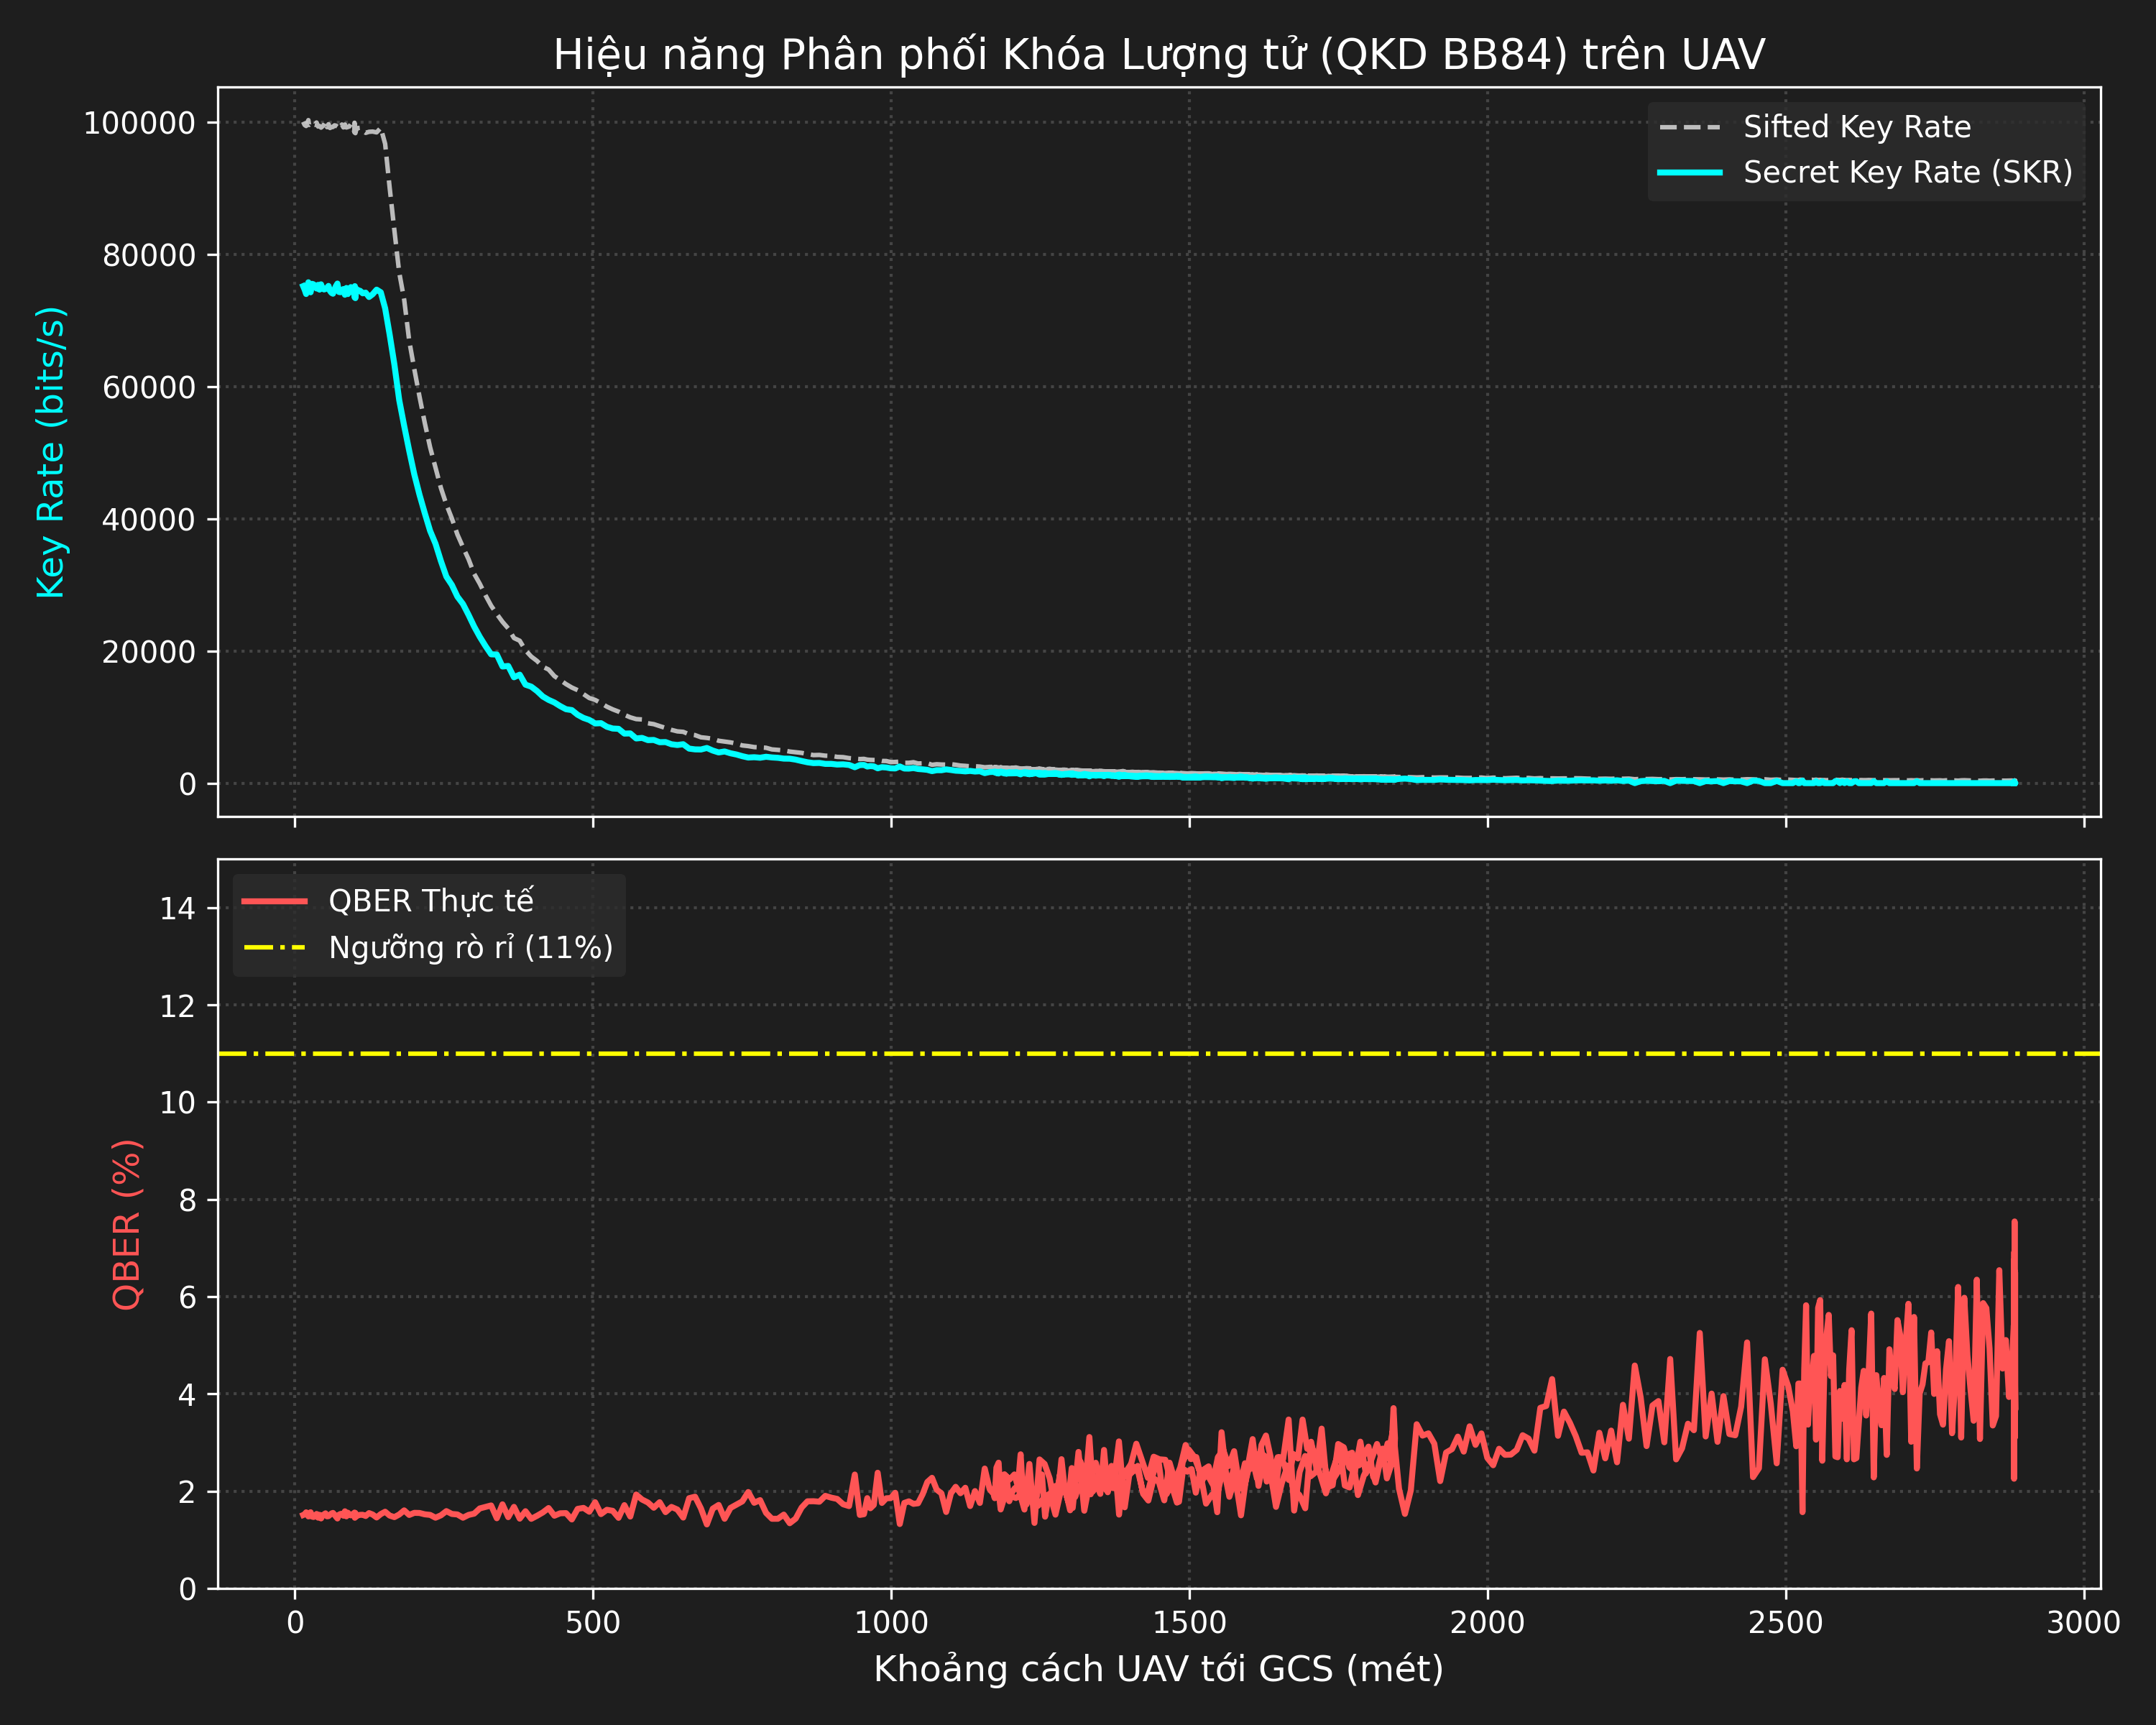 Hiệu năng Phân phối Khóa Lượng tử (QKD BB84) trên UAV
Key Rate (bits/s)
100000
80000
60000
40000
20000
0
Sifted Key Rate
Secret Key Rate (SKR)
QBER (%)
14
12
10
8
6
4
2
0
QBER Thực tế
Ngưỡng rò rỉ (11%)
0 500 1000 1500 2000 2500 3000
Khoảng cách UAV tới GCS (mét)